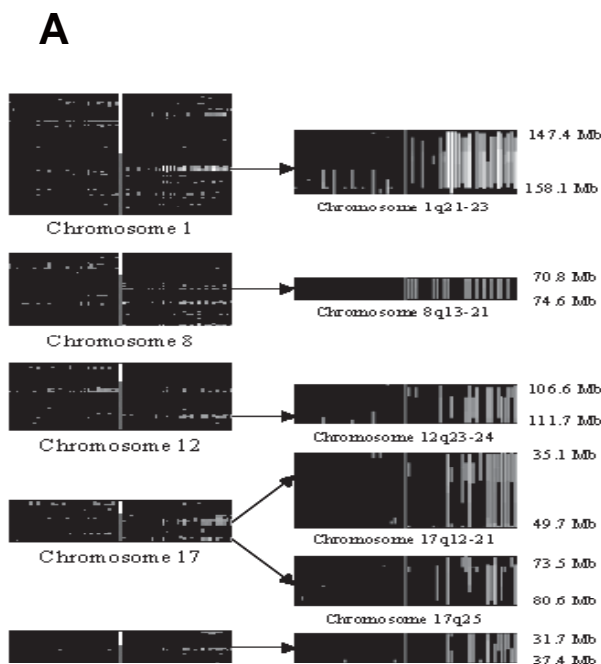 A
147.4 Mb
158.1 Mb
Chromosome 1q21-23
Chromosome 1
70.8 Mb
74.6 Mb
Chromosome 8q13-21
Chromosome 8
106.6 Mb
111.7 Mb
Chromosome 12q23-24
Chromosome 12
35.1 Mb
49.7 Mb
Chromosome 17q12-21
Chromosome 17
73.5 Mb
80.6 Mb
Chromosome 17q25
31.7 Mb
37.4 Mb